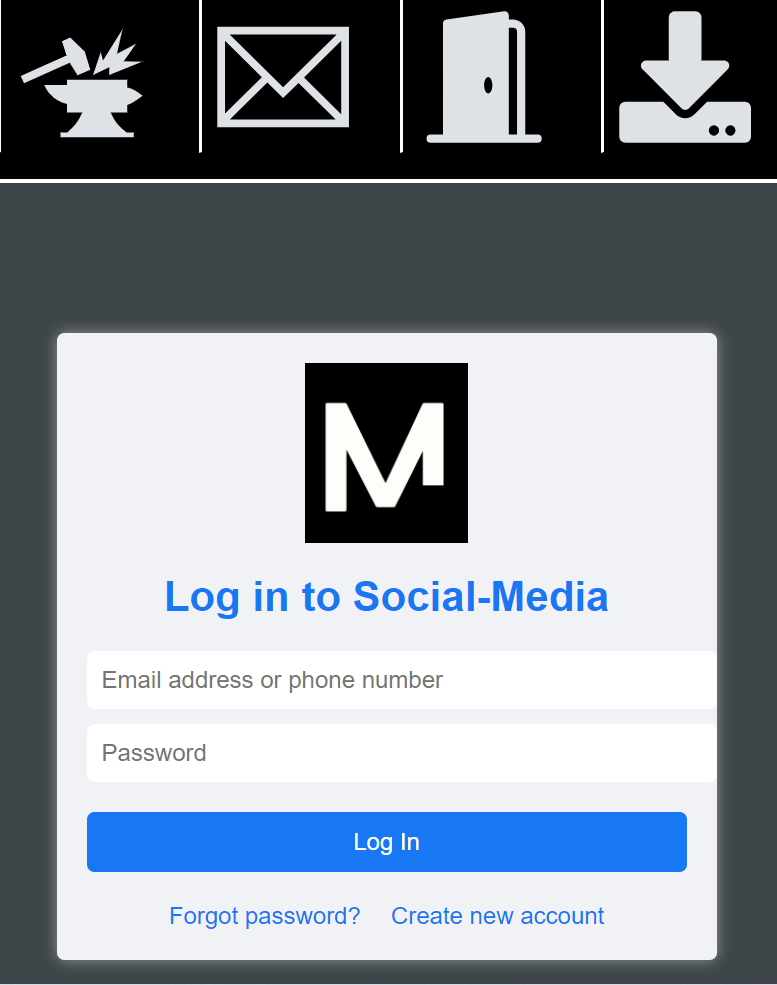 M
Log in to Social-Media
Email address or phone number
Password
Log In
Forgot password? Create new account